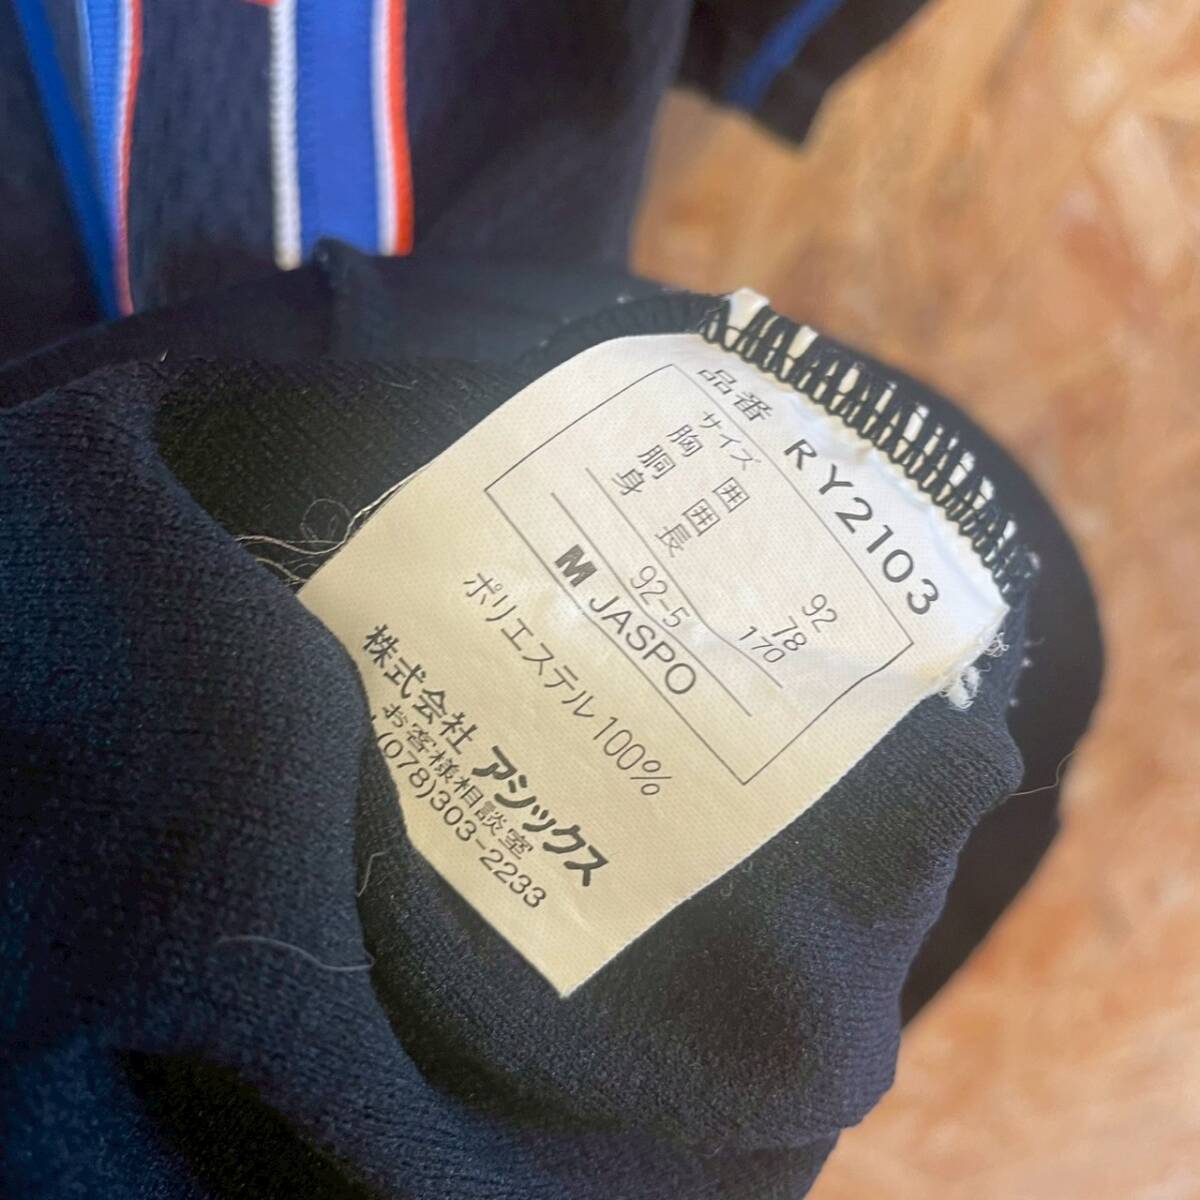 品番 RY2103
サイズ
胸囲 92
胴囲 78
身長 170
92-5
M JASPO
ポリエステル100%
株式会社 アシックス
お客様相談室
(078)303-2233